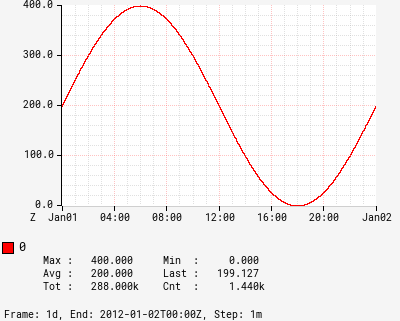 400.0
300.0
200.0
100.0
0.0
Z Jan01 04:00 08:00 12:00 16:00 20:00 Jan02
0
Max : 400.000 Min : 0.000
Avg : 200.000 Last : 199.127
Tot : 288.000k Cnt : 1.440k
Frame: 1d, End: 2012-01-02T00:00Z, Step: 1m